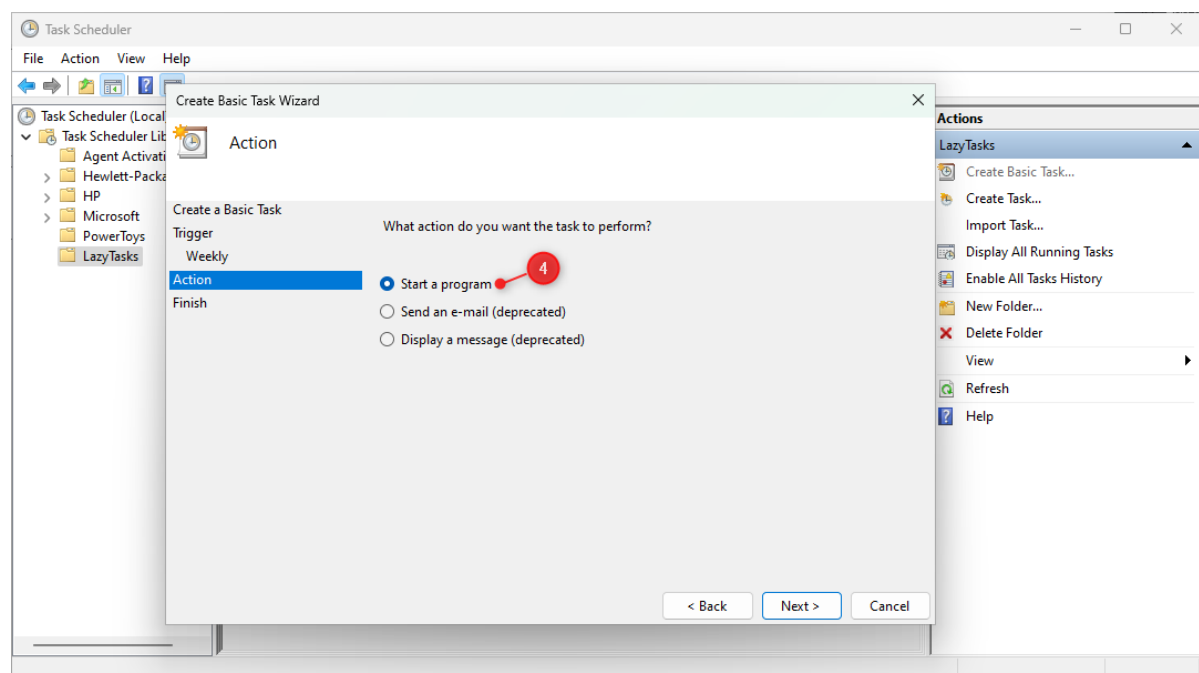 Task Scheduler
File Action View Help
Task Scheduler (Local
Task Scheduler Lib
Agent Activati
Hewlett-Packa
HP
Microsoft
PowerToys
LazyTasks
Create Basic Task Wizard
Action
Create a Basic Task
Trigger
Weekly
Action
Finish
What action do you want the task to perform?
Start a program
4
Send an e-mail (deprecated)
Display a message (deprecated)
< Back Next > Cancel
Actions
LazyTasks
Create Basic Task...
Create Task...
Import Task...
Display All Running Tasks
Enable All Tasks History
New Folder...
Delete Folder
View
Refresh
Help